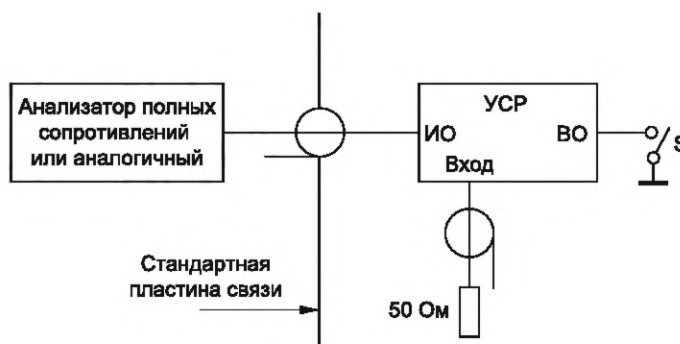 Анализатор полных
сопротивлений
или аналогичный
УСР
ИО
ВО
Вход
S
Стандартная
пластина связи
50 Ом